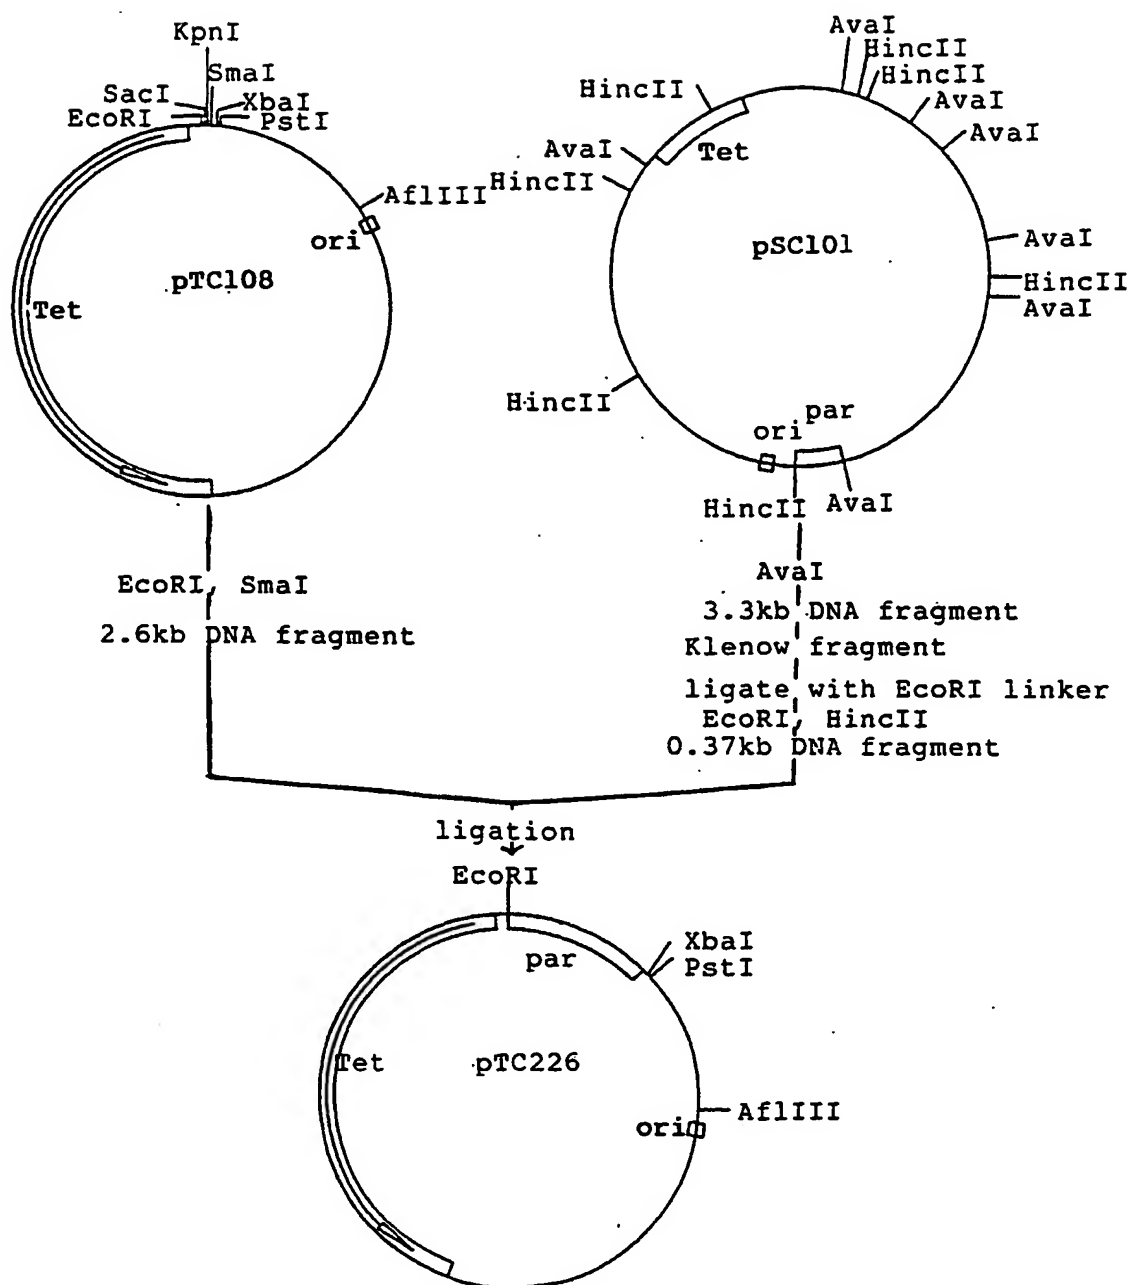 KpnI
SmaI
SacI
XbaI
EcoRI
PstI
AflIII
ori
pTC108
Tet
AvaI
HincII
HincII
HincII
AvaI
AvaI
Tet
AvaI
HincII
AvaI
pSC101
HincII
AvaI
HincII
par
ori
HincII
AvaI
EcoRI, SmaI
2.6kb DNA fragment
AvaI
3.3kb DNA fragment
Klenow fragment
ligate with EcoRI linker
EcoRI, HincII
0.37kb DNA fragment
ligation
EcoRI
par
XbaI
PstI
Tet
pTC226
AflIII
ori